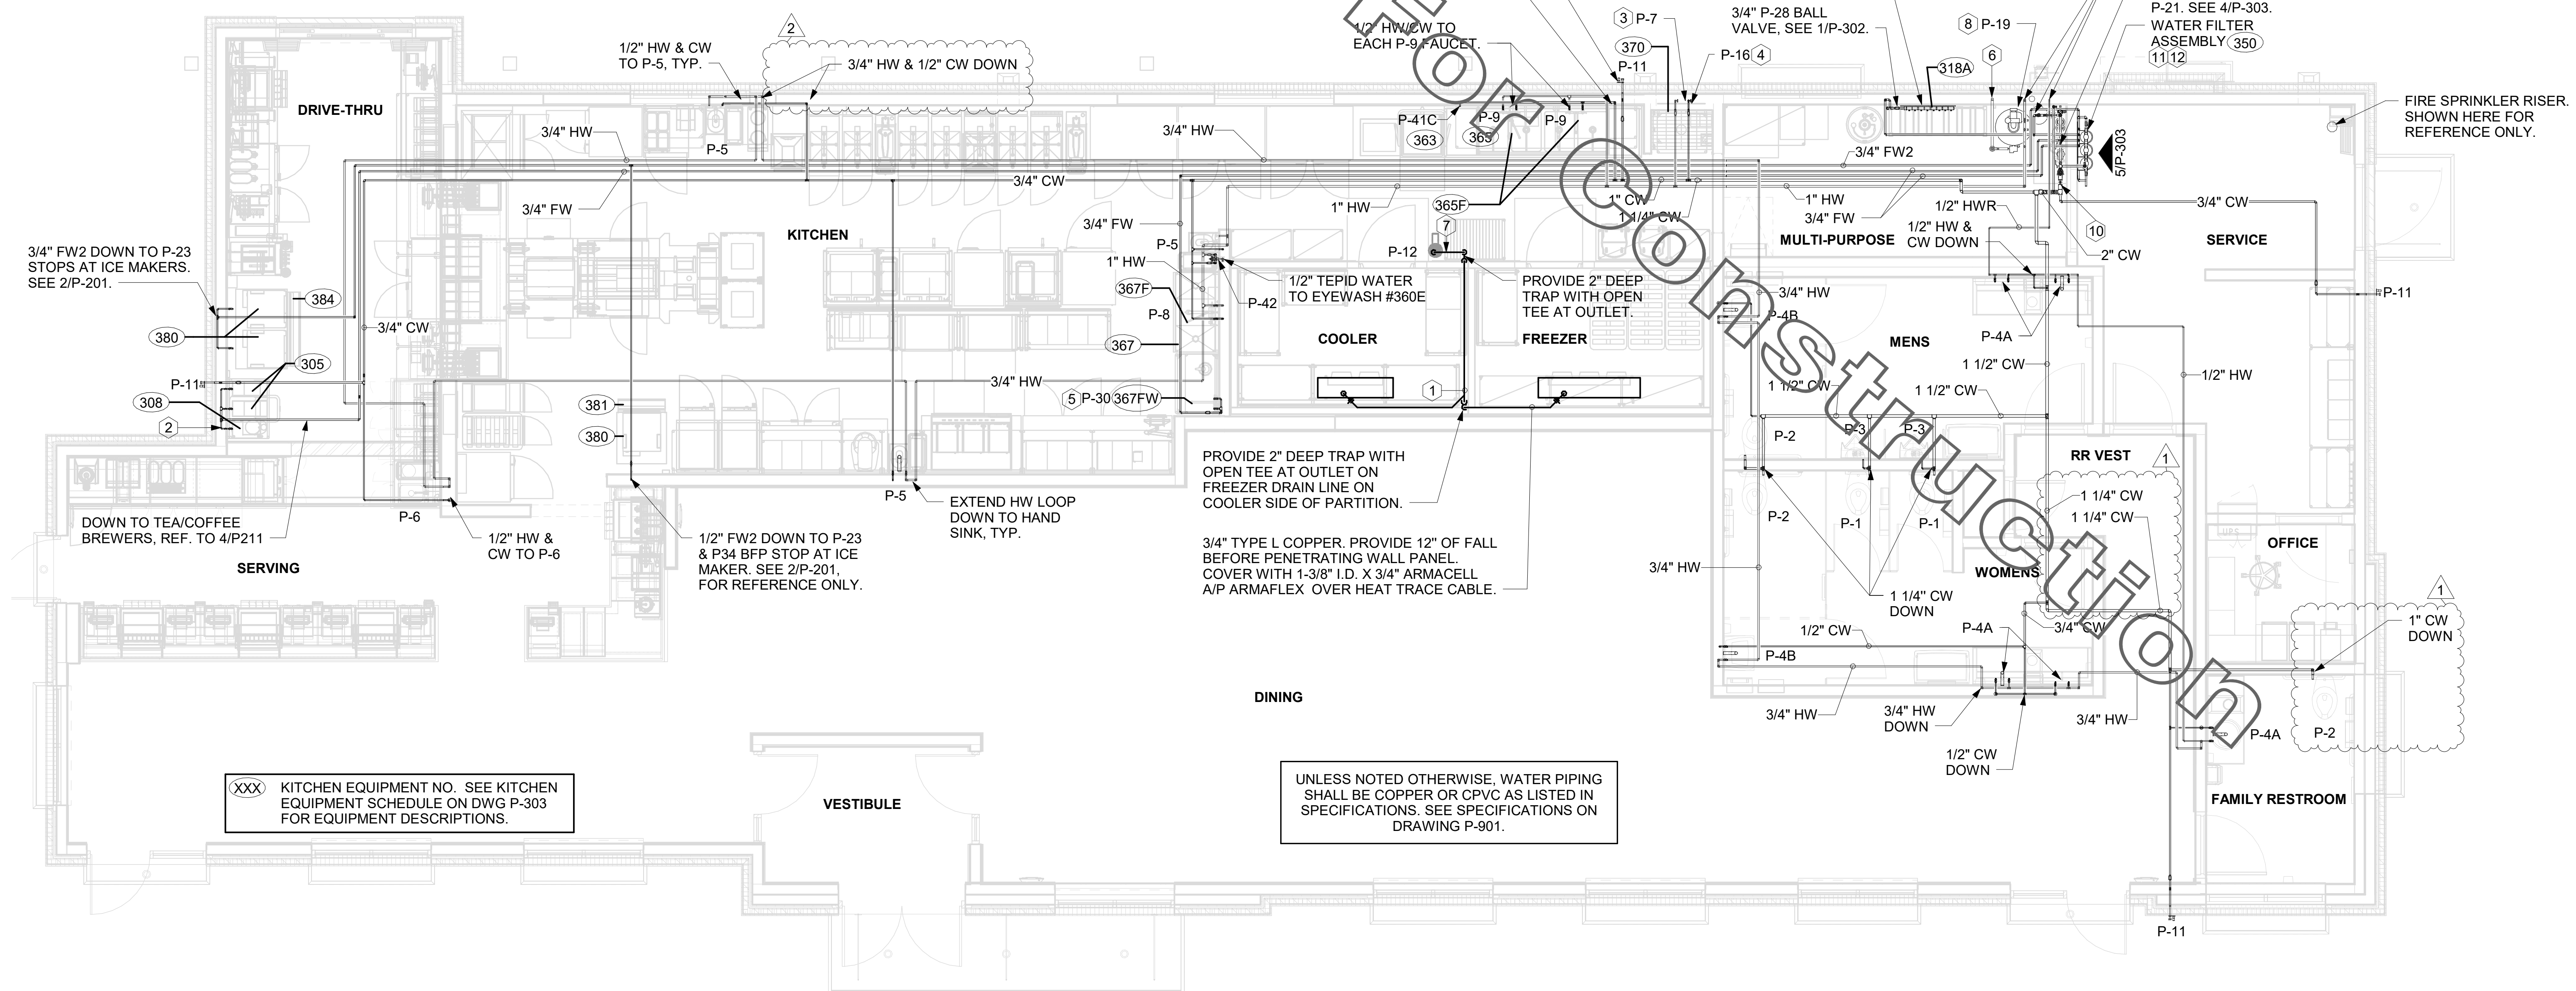 1/2" HW & CW
TO P-5, TYP.
2
3/4" HW & 1/2" CW DOWN
1/2" HW/CW TO
EACH P-9 FAUCET.
3 P-7
370
P-11
P-16 4
3/4" P-28 BALL
VALVE, SEE 1/P-302.
318A
8 P-19
6
P-21. SEE 4/P-303.
WATER FILTER
ASSEMBLY 350
11 12
FIRE SPRINKLER RISER.
SHOWN HERE FOR
REFERENCE ONLY.
5/P-303
DRIVE-THRU
3/4" HW
P-5
3/4" HW
P-41C
363
P-9
365
P-9
3/4" FW2
3/4" CW
3/4" FW
1" HW
365F
1" CW
1 1/4" CW
1" HW
3/4" FW
1/2" HWR
3/4" CW
10
KITCHEN
3/4" FW
P-5
1" HW
7
P-12
MULTI-PURPOSE
1/2" HW &
CW DOWN
2" CW
SERVICE
3/4" FW2 DOWN TO P-23
STOPS AT ICE MAKERS.
SEE 2/P-201.
384
380
3/4" CW
305
P-11
308
2
367F
P-8
367
P-42
1/2" TEPID WATER
TO EYEWASH #360E
PROVIDE 2" DEEP
TRAP WITH OPEN
TEE AT OUTLET.
COOLER
FREEZER
3/4" HW
P-4B
P-4A
MENS
P-11
3/4" HW
5 P-30 367FW
1
1 1/2" CW
1 1/2" CW
1 1/2" CW
1/2" HW
381
380
P-2
P-3
P-3
RR VEST
1
PROVIDE 2" DEEP TRAP WITH
OPEN TEE AT OUTLET ON
FREEZER DRAIN LINE ON
COOLER SIDE OF PARTITION.
P-5
EXTEND HW LOOP
DOWN TO HAND
SINK, TYP.
P-6
DOWN TO TEA/COFFEE
BREWERS, REF. TO 4/P211
1/2" HW &
CW TO P-6
1/2" FW2 DOWN TO P-23
& P34 BFP STOP AT ICE
MAKER. SEE 2/P-201,
FOR REFERENCE ONLY.
3/4" TYPE L COPPER. PROVIDE 12" OF FALL
BEFORE PENETRATING WALL PANEL.
COVER WITH 1-3/8" I.D. X 3/4" ARMACELL
A/P ARMAFLEX OVER HEAT TRACE CABLE.
P-2
P-1
P-1
1 1/4" CW
1 1/4" CW
UPS
OFFICE
SERVING
3/4" HW
WOMENS
1 1/4" CW
DOWN
1
1" CW
DOWN
1/2" CW
P-4A
3/4" CW
P-4B
DINING
3/4" HW
3/4" HW
DOWN
3/4" HW
P-4A
P-2
1/2" CW
DOWN
XXX KITCHEN EQUIPMENT NO. SEE KITCHEN
EQUIPMENT SCHEDULE ON DWG P-303
FOR EQUIPMENT DESCRIPTIONS.
VESTIBULE
UNLESS NOTED OTHERWISE, WATER PIPING
SHALL BE COPPER OR CPVC AS LISTED IN
SPECIFICATIONS. SEE SPECIFICATIONS ON
DRAWING P-901.
FAMILY RESTROOM
P-11
For Construction